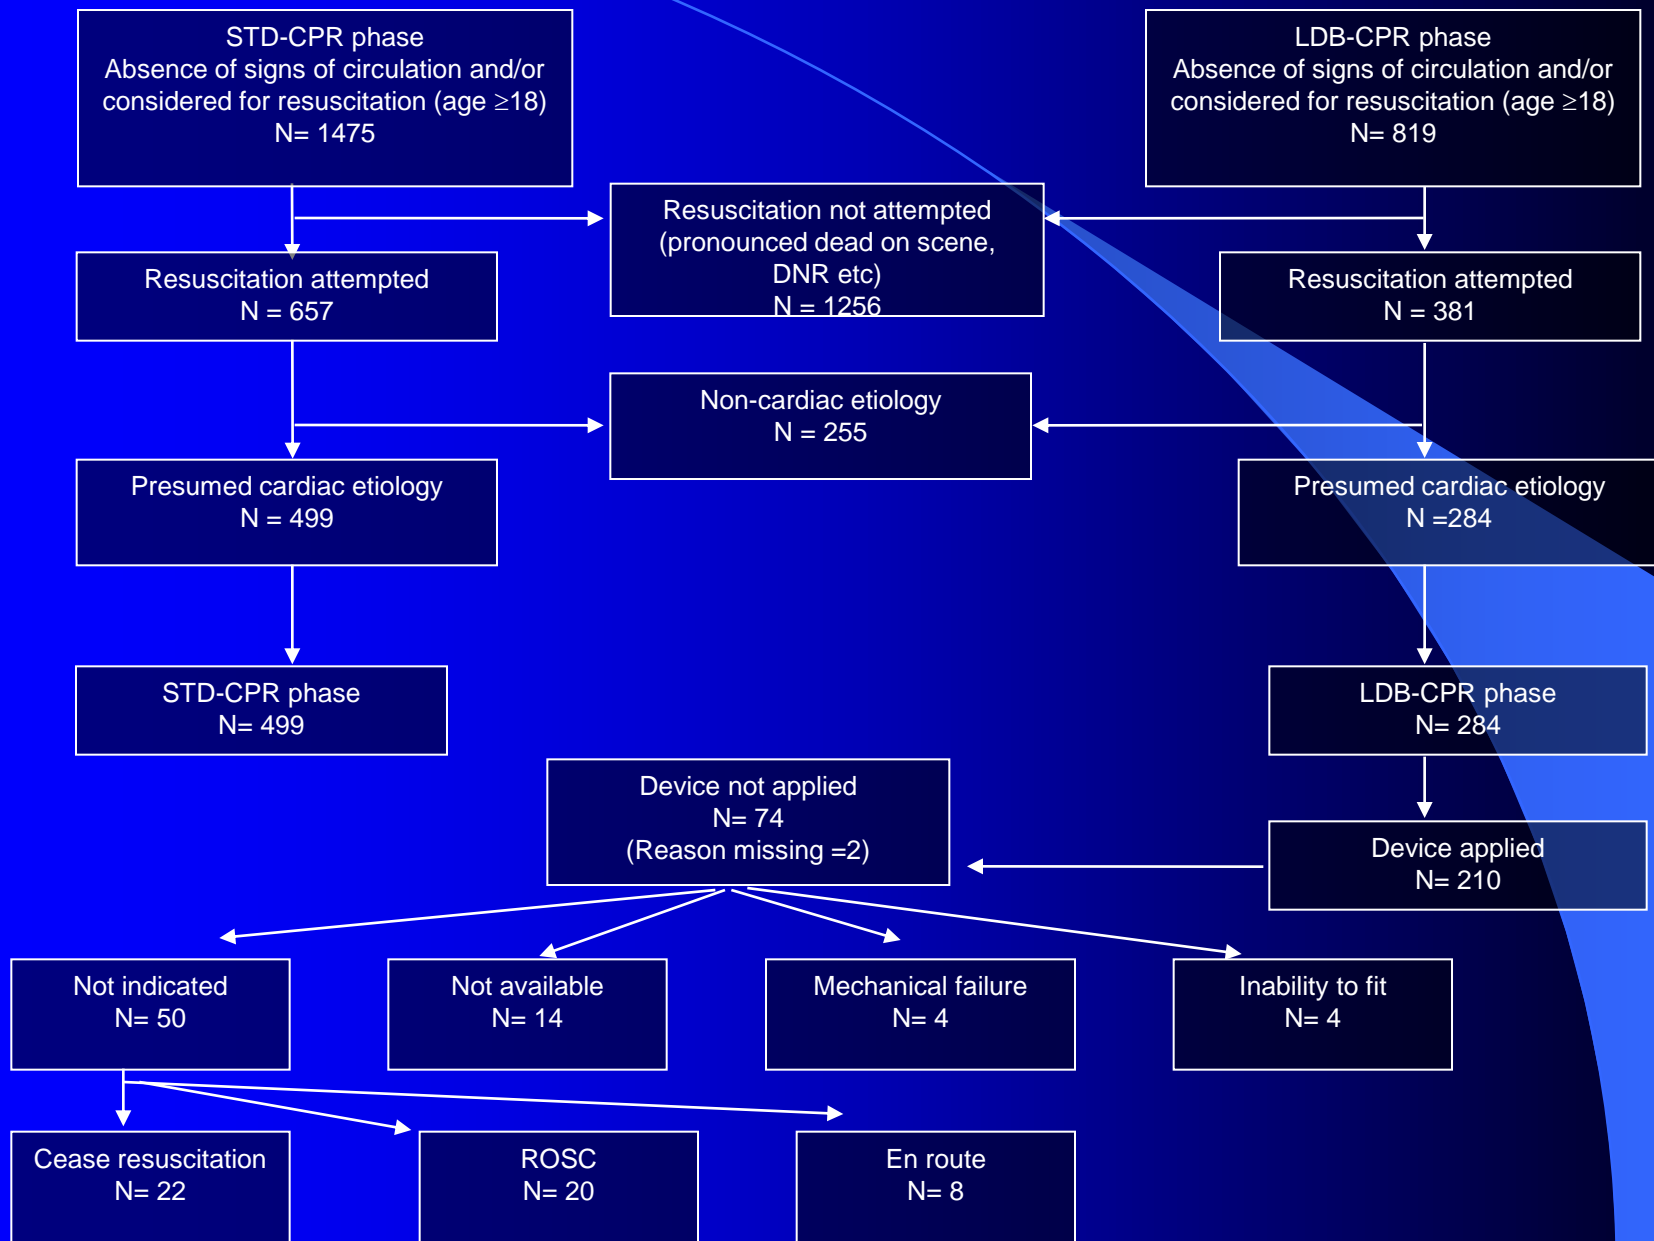 STD-CPR phase
Absence of signs of circulation and/or
considered for resuscitation (age ≥18)
N= 1475
LDB-CPR phase
Absence of signs of circulation and/or
considered for resuscitation (age ≥18)
N= 819
Resuscitation not attempted
(pronounced dead on scene,
DNR etc)
N = 1256
Resuscitation attempted
N = 657
Resuscitation attempted
N = 381
Non-cardiac etiology
N = 255
Presumed cardiac etiology
N = 499
Presumed cardiac etiology
N =284
STD-CPR phase
N= 499
LDB-CPR phase
N= 284
Device not applied
N= 74
(Reason missing =2)
Device applied
N= 210
Not indicated
N= 50
Not available
N= 14
Mechanical failure
N= 4
Inability to fit
N= 4
Cease resuscitation
N= 22
ROSC
N= 20
En route
N= 8